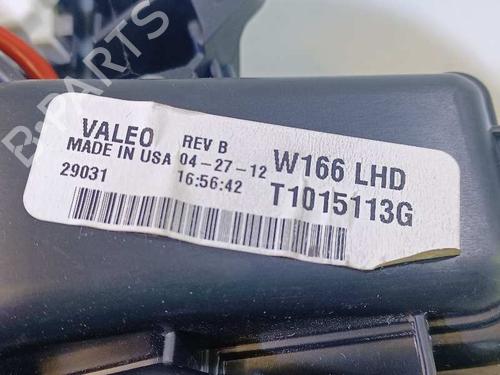 VALEO REV B W166 LHD
MADE IN USA 04-27-12
29031 16:56:42 T1015113G
B-PARTS